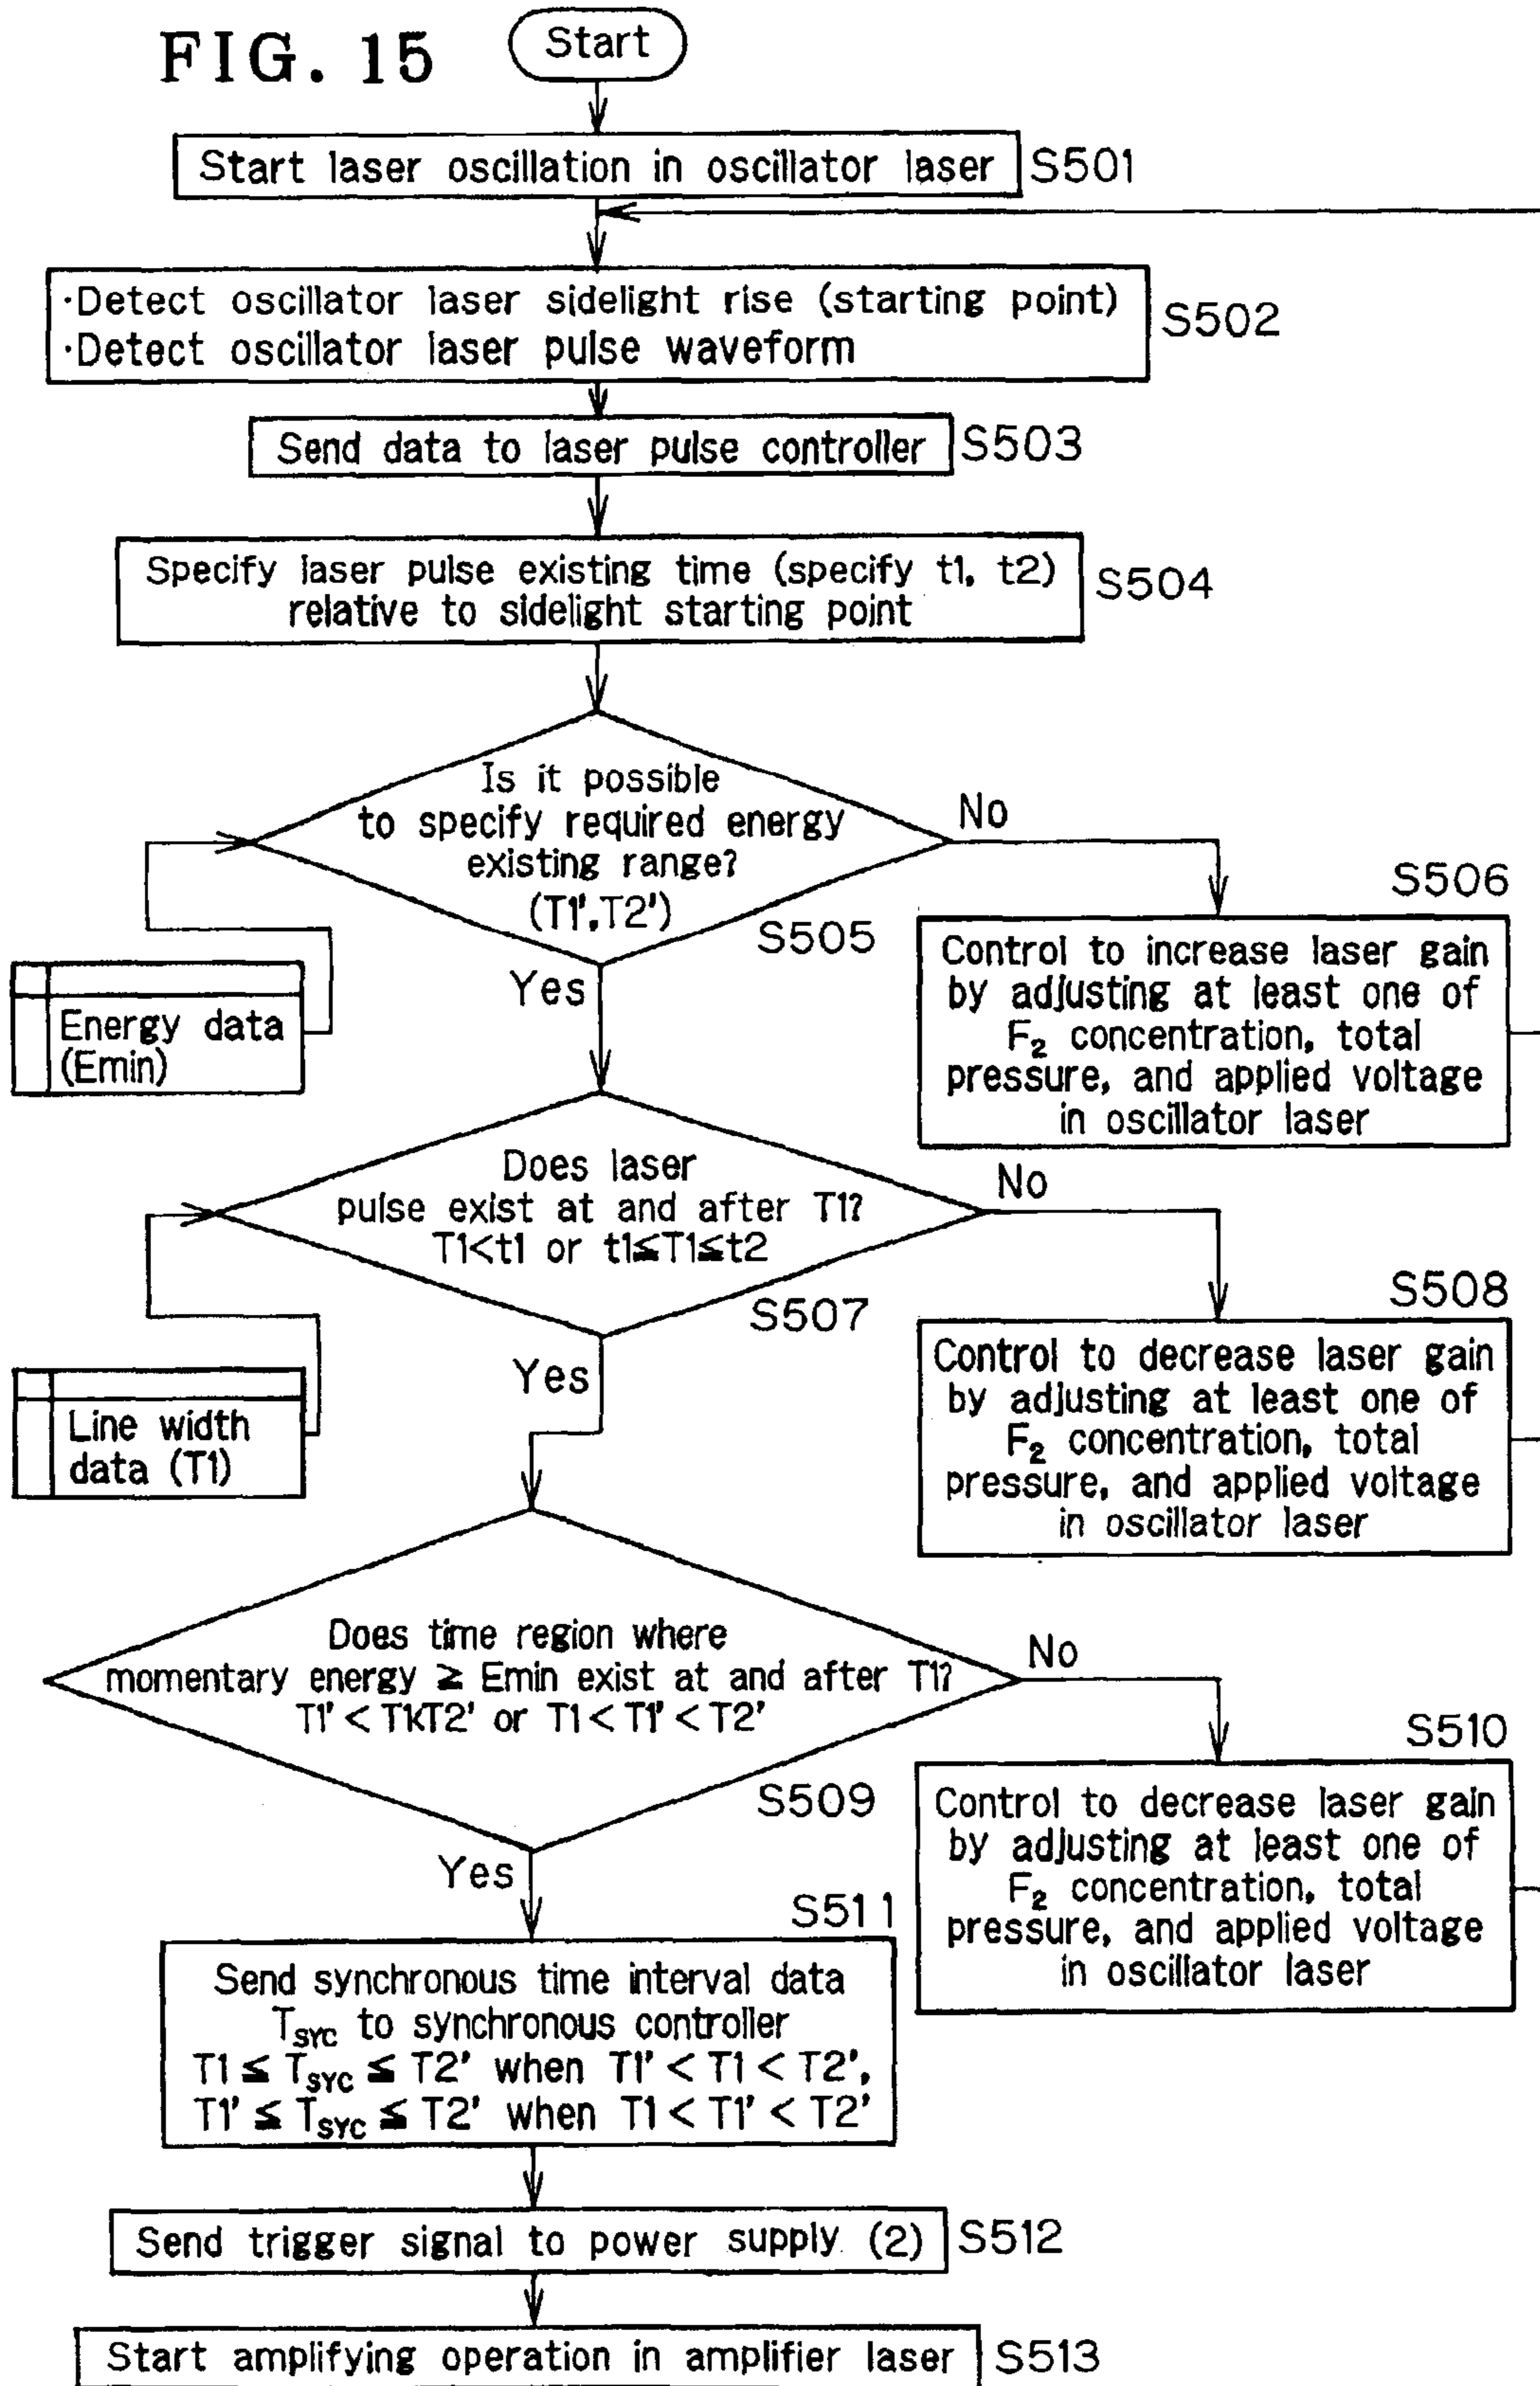 FIG. 15
Start
Start laser oscillation in oscillator laser
S501
·Detect oscillator laser sidelight rise (starting point)
·Detect oscillator laser pulse waveform
S502
Send data to laser pulse controller
S503
Specify laser pulse existing time (specify t1, t2)
relative to sidelight starting point
S504
Is it possible
to specify required energy
existing range?
(T1',T2')
S505
No
Yes
Energy data
(Emin)
S506
Control to increase laser gain
by adjusting at least one of
F₂ concentration, total
pressure, and applied voltage
in oscillator laser
Does laser
pulse exist at and after T1?
T1<t1 or t1≦T1≦t2
S507
No
Yes
Line width
data (T1)
S508
Control to decrease laser gain
by adjusting at least one of
F₂ concentration, total
pressure, and applied voltage
in oscillator laser
Does time region where
momentary energy ≧ Emin exist at and after T1?
T1' < T1<T2' or T1 < T1' < T2'
S509
No
Yes
S510
Control to decrease laser gain
by adjusting at least one of
F₂ concentration, total
pressure, and applied voltage
in oscillator laser
S511
Send synchronous time interval data
TSYC to synchronous controller
T1 ≦ TSYC ≦ T2' when T1' < T1 < T2',
T1' ≦ TSYC ≦ T2' when T1 < T1' < T2'
Send trigger signal to power supply (2)
S512
Start amplifying operation in amplifier laser
S513